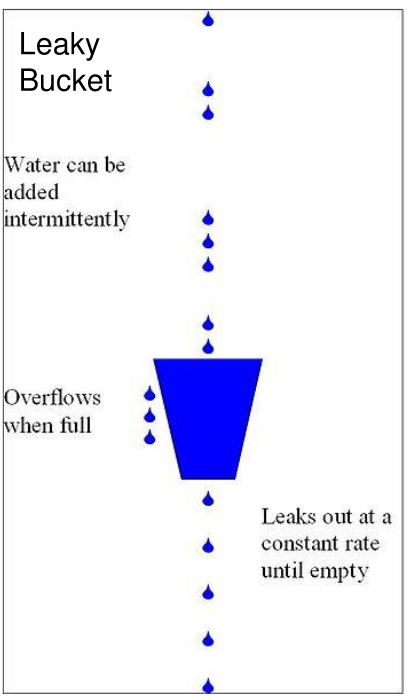 Leaky
Bucket
Water can be
added
intermittently
Overflows
when full
Leaks out at a
constant rate
until empty